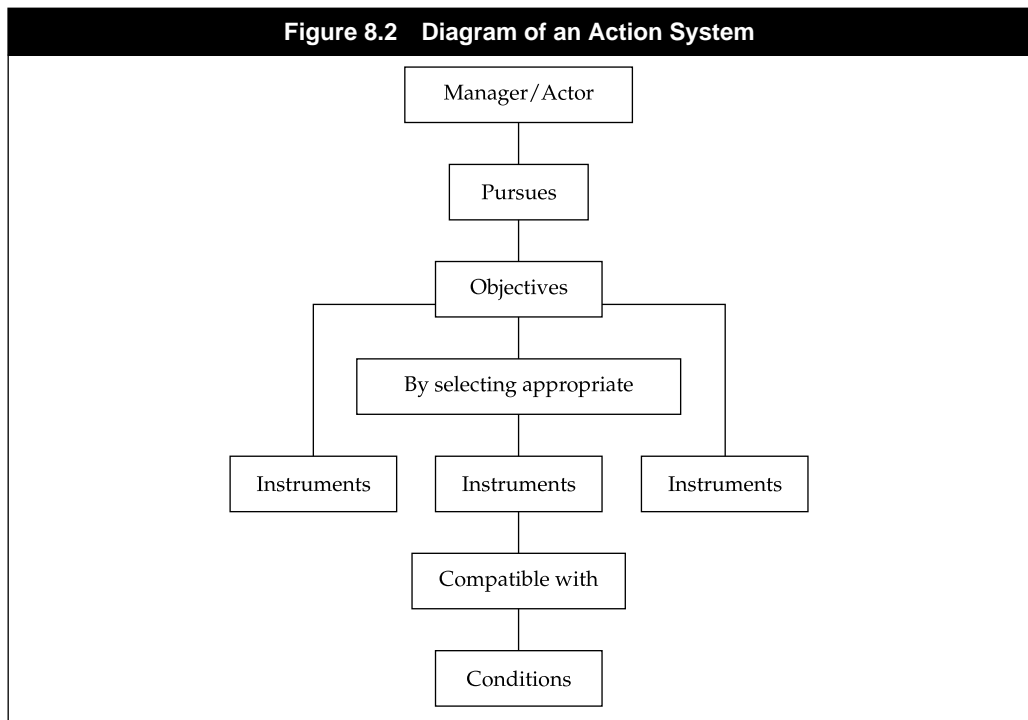 Figure 8.2 Diagram of an Action System
Manager/Actor
Pursues
Objectives
By selecting appropriate
Instruments
Instruments
Instruments
Compatible with
Conditions